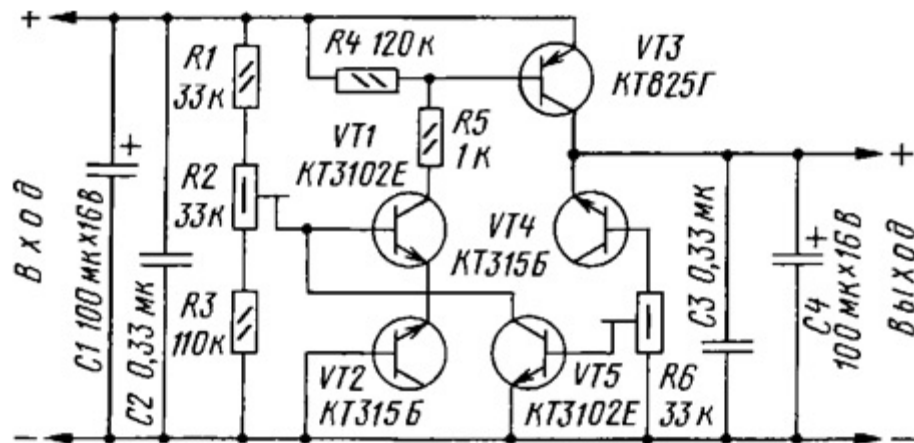 +
R1
33 к
R4 120 к
VT3
КТ825Г
R5
1 к
VT1
КТ3102Е
R2
33 к
+
ВХОД
C1 100 мк×16В
C2 0,33 мк
R3
110 к
VT2
КТ315Б
VT4
КТ315Б
VT5
КТ3102Е
R6
33 к
C3 0,33 мк
+
C4
100 мк×16В
+
ВЫХОД
−
−